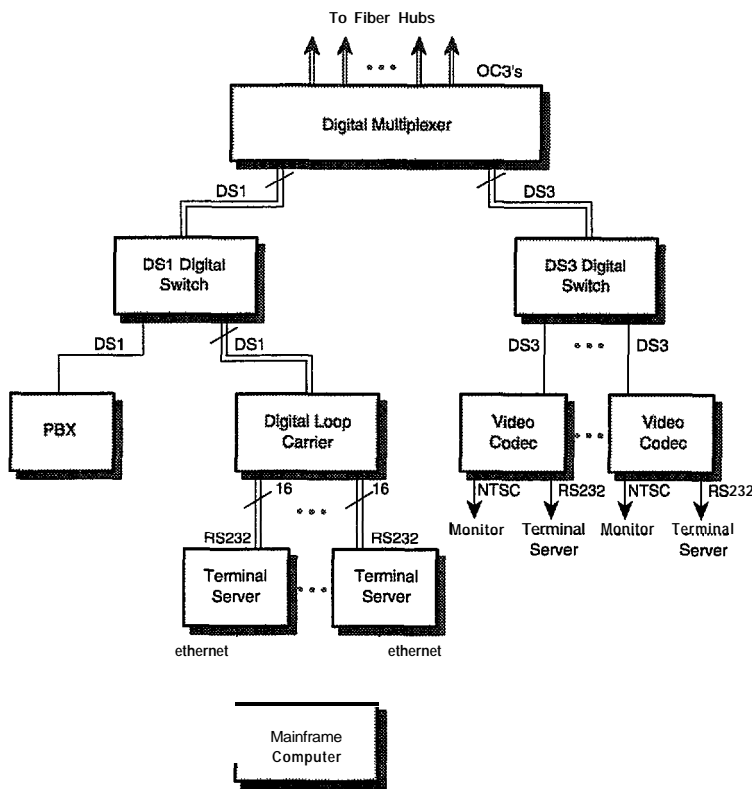 To Fiber Hubs
OC3's
Digital Multiplexer
DS1
DS3
DS1 Digital
Switch
DS3 Digital
Switch
DS1
DS1
DS3
DS3
PBX
Digital Loop
Carrier
Video
Codec
Video
Codec
16
16
NTSC
RS232
NTSC
RS232
Monitor
Terminal
Server
Monitor
Terminal
Server
RS232
RS232
Terminal
Server
Terminal
Server
ethernet
ethernet
Mainframe
Computer